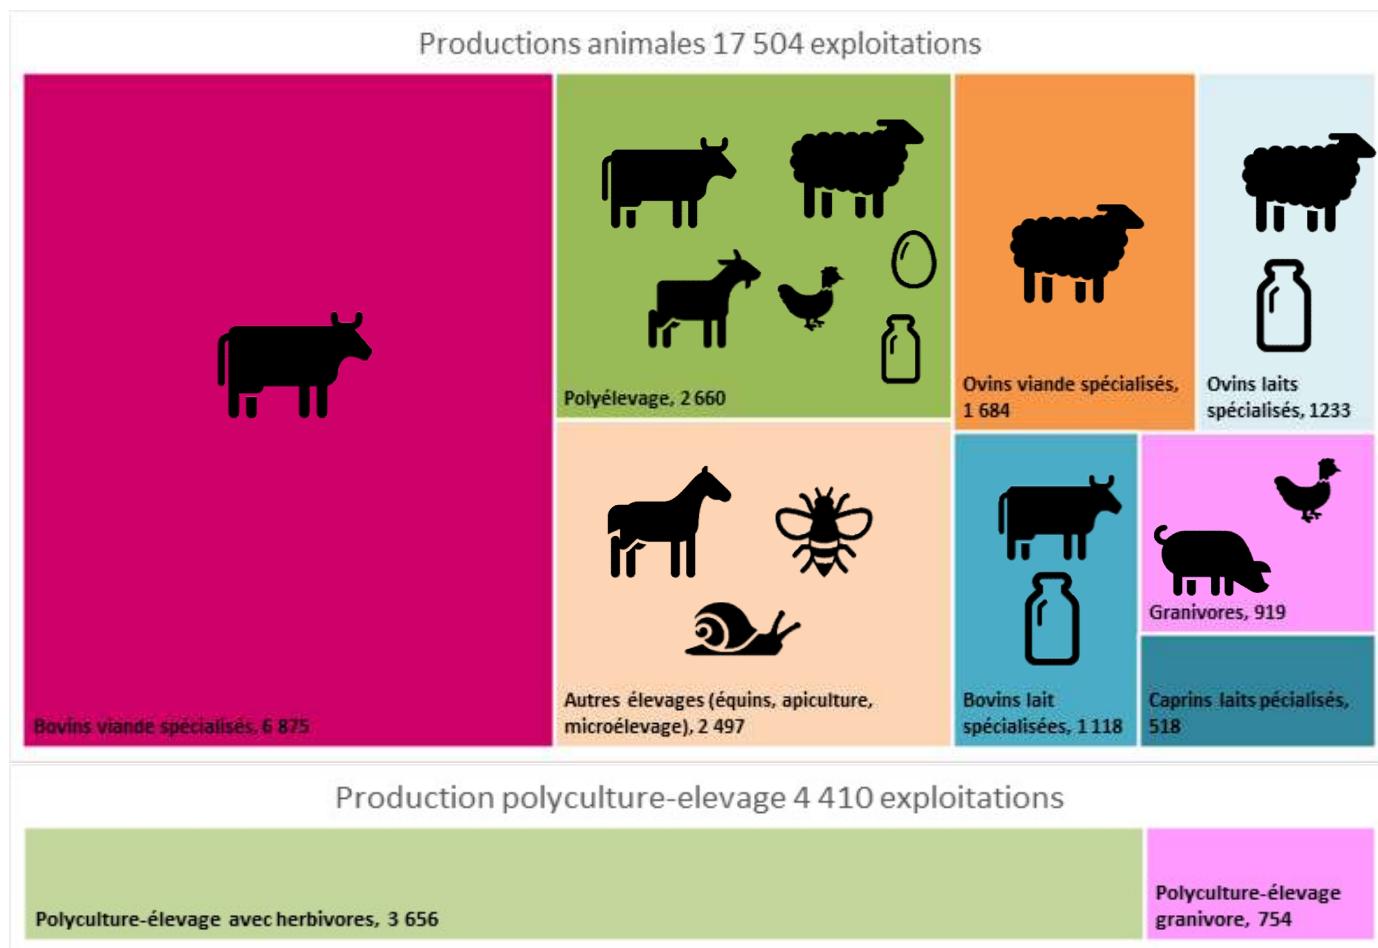 Productions animales 17 504 exploitations
Bovins viande spécialisés, 6 875
Polyélevage, 2 660
Autres élevages (équins, apiculture,
microélevage), 2 497
Ovins viande spécialisés,
1 684
Ovins laits
spécialisés, 1233
Bovins lait
spécialisées, 1 118
Granivores, 919
Caprins laits pécialisés,
518
Production polyculture-elevage 4 410 exploitations
Polyculture-élevage avec herbivores, 3 656
Polyculture-élevage
granivore, 754